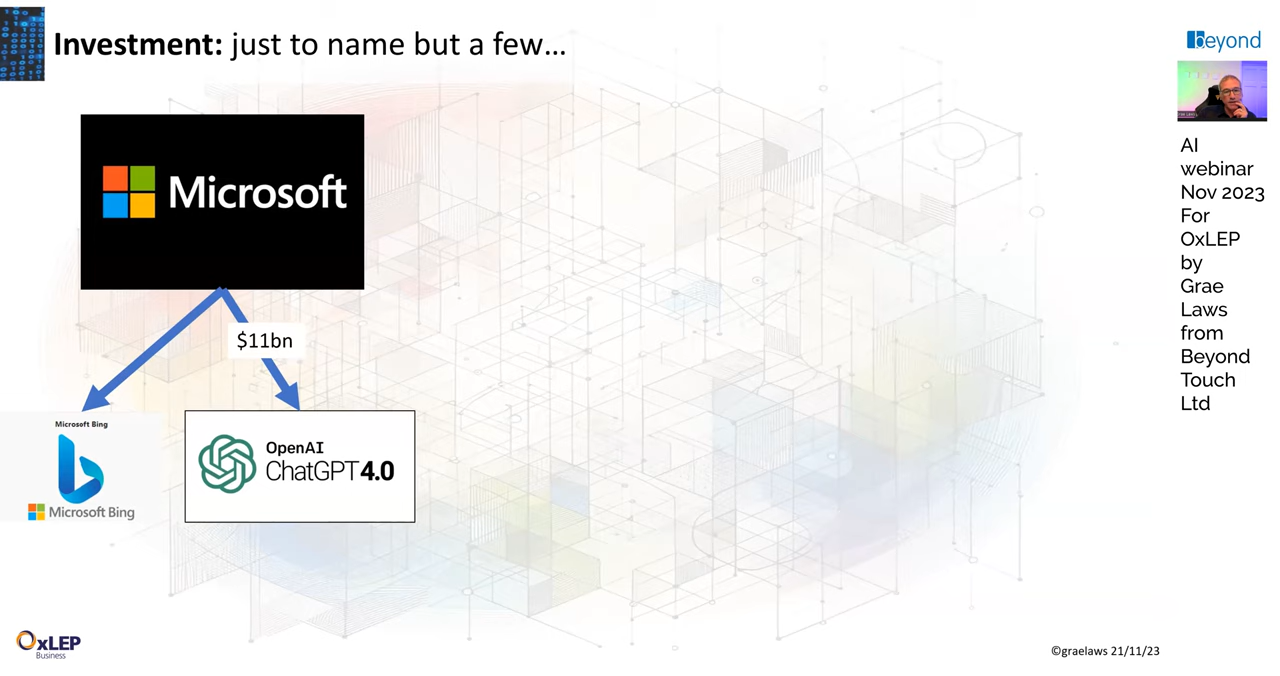 Investment: just to name but a few...
beyond
Microsoft
AI
webinar
Nov 2023
For
OxLEP
by
Grae
Laws
from
Beyond
Touch
Ltd
$11bn
Microsoft Bing
Microsoft Bing
OpenAI
ChatGPT4.0
OxLEP
Business
©graelaws 21/11/23